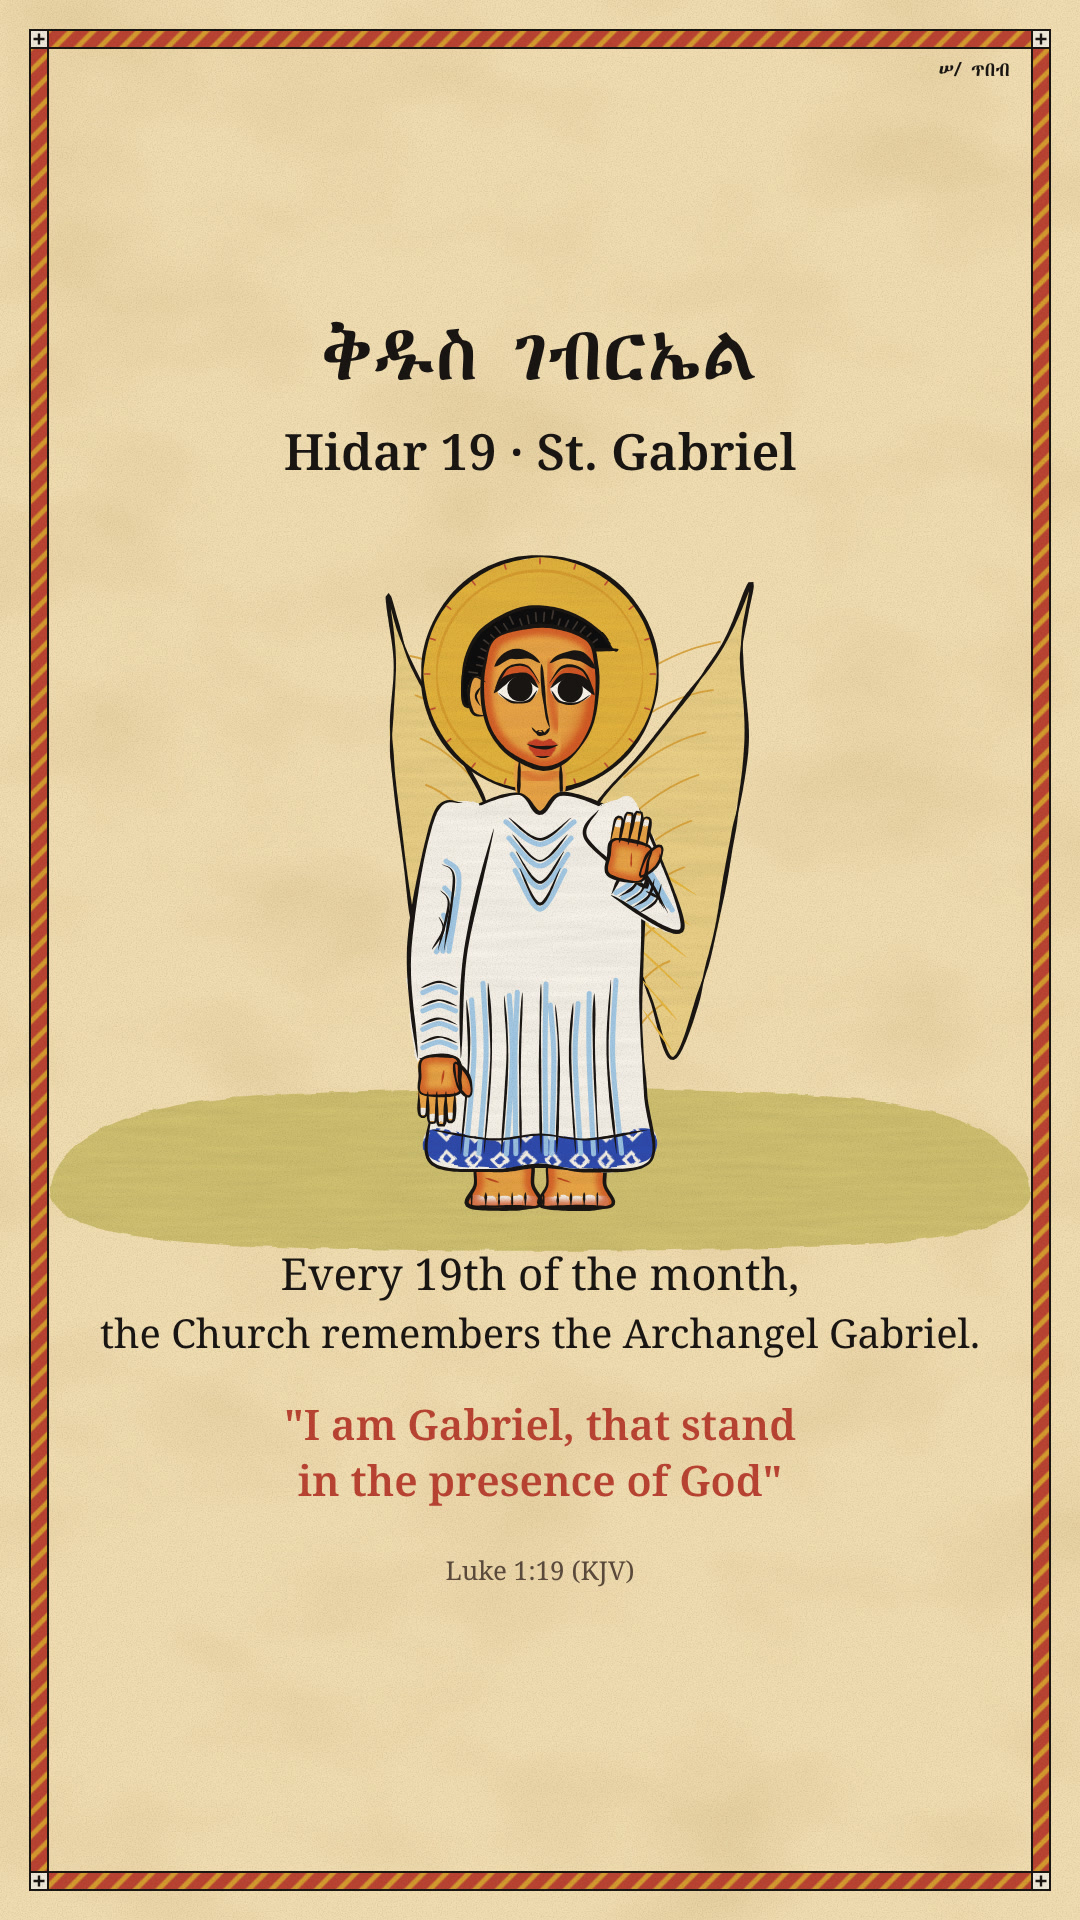 ሠ/ ጥበብ
ቅዱስ ገብርኤል
Hidar 19 · St. Gabriel
Every 19th of the month,
the Church remembers the Archangel Gabriel.
"I am Gabriel, that stand
in the presence of God"
Luke 1:19 (KJV)